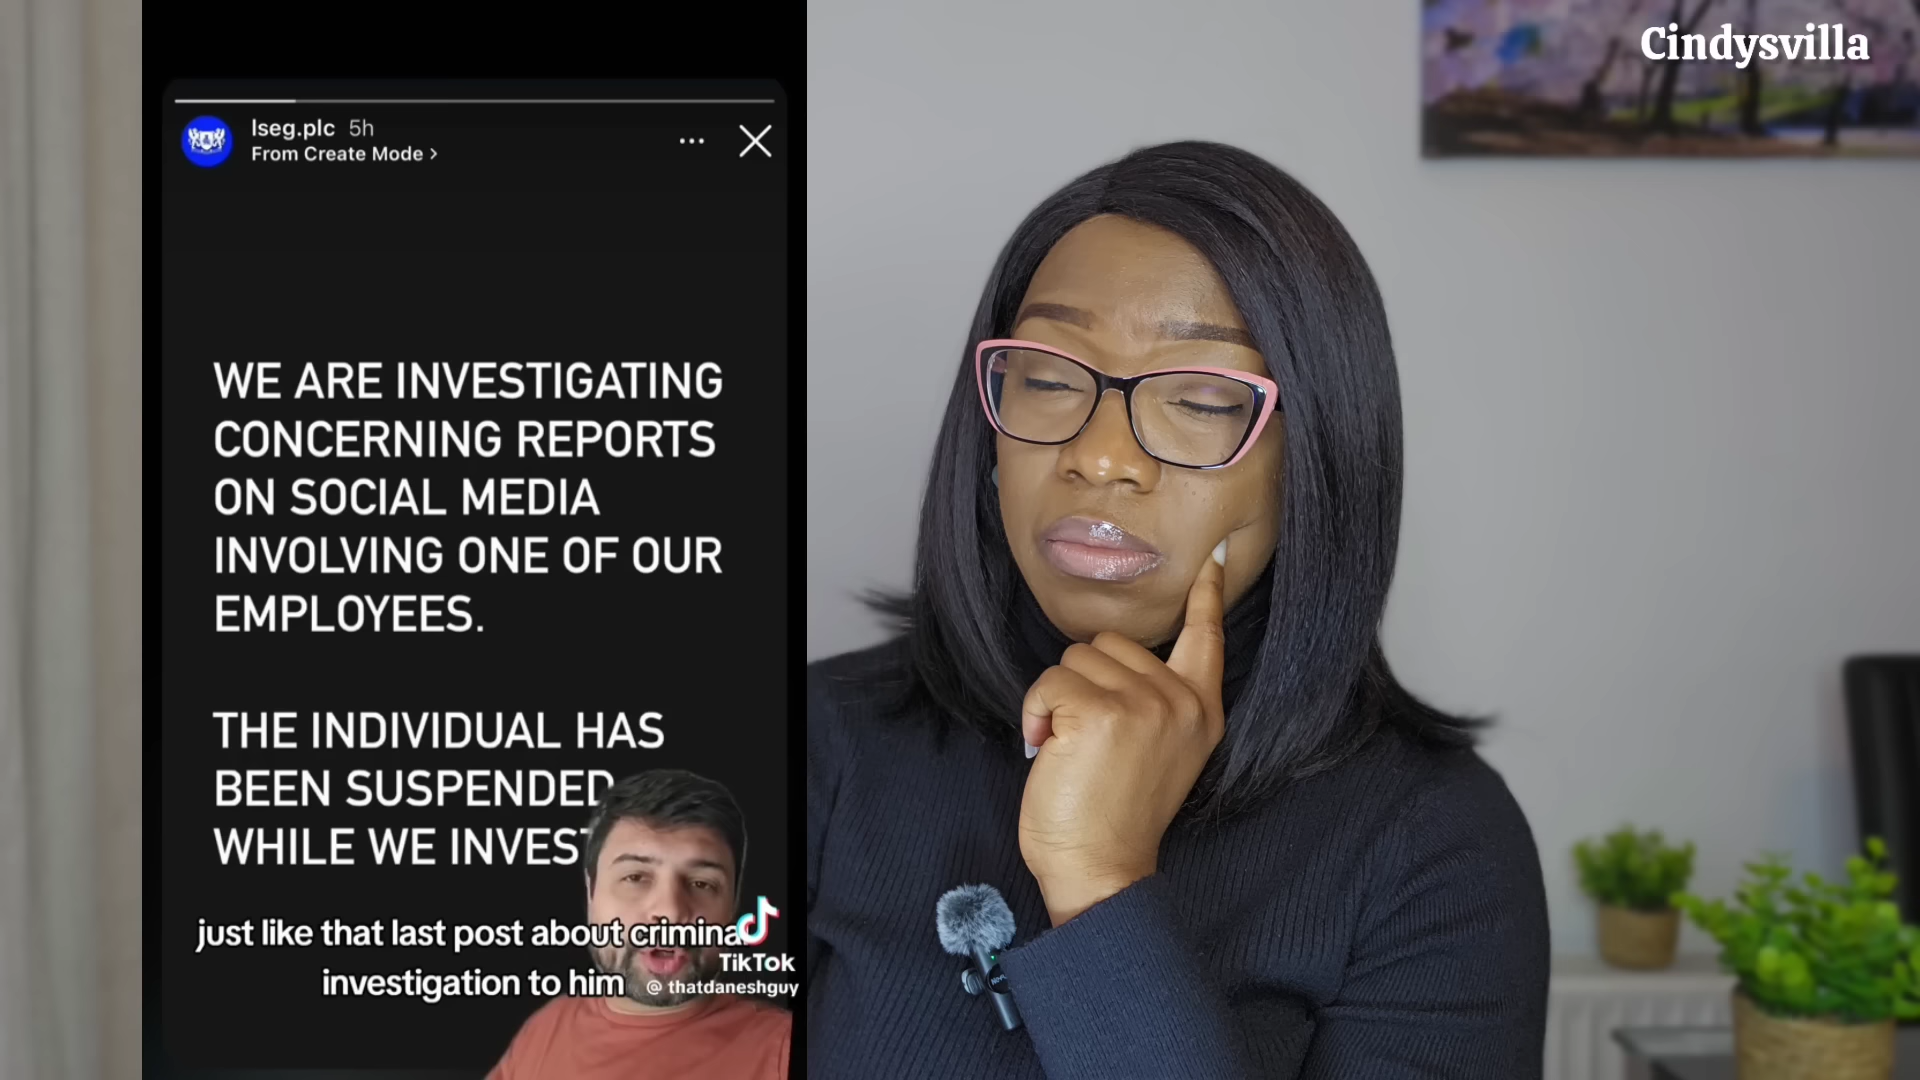 lseg.plc 5h
From Create Mode >
WE ARE INVESTIGATING
CONCERNING REPORTS
ON SOCIAL MEDIA
INVOLVING ONE OF OUR
EMPLOYEES.
THE INDIVIDUAL HAS
BEEN SUSPENDED
WHILE WE INVEST
just like that last post about criminal
investigation to him
TikTok
@ thatdaneshguy
Cindysvilla